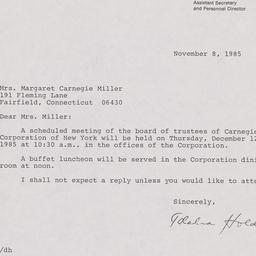 Assistant Secretary
and Personnel Director
November 8, 1985
Mrs. Margaret Carnegie Miller
191 Fleming Lane
Fairfield, Connecticut 06430
Dear Mrs. Miller:
A scheduled meeting of the board of trustees of Carnegie
Corporation of New York will be held on Thursday, December 12
1985 at 10:30 a.m., in the offices of the Corporation.
A buffet luncheon will be served in the Corporation dini
room at noon.
I shall not expect a reply unless you would like to atte
Sincerely,
/dh